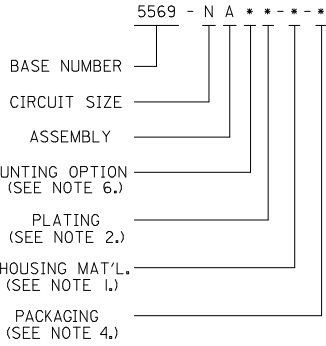 5569 - N A * * - * - *
BASE NUMBER
CIRCUIT SIZE
ASSEMBLY
UNTING OPTION
(SEE NOTE 6.)
PLATING
(SEE NOTE 2.)
HOUSING MAT'L.
(SEE NOTE 1.)
PACKAGING
(SEE NOTE 4.)